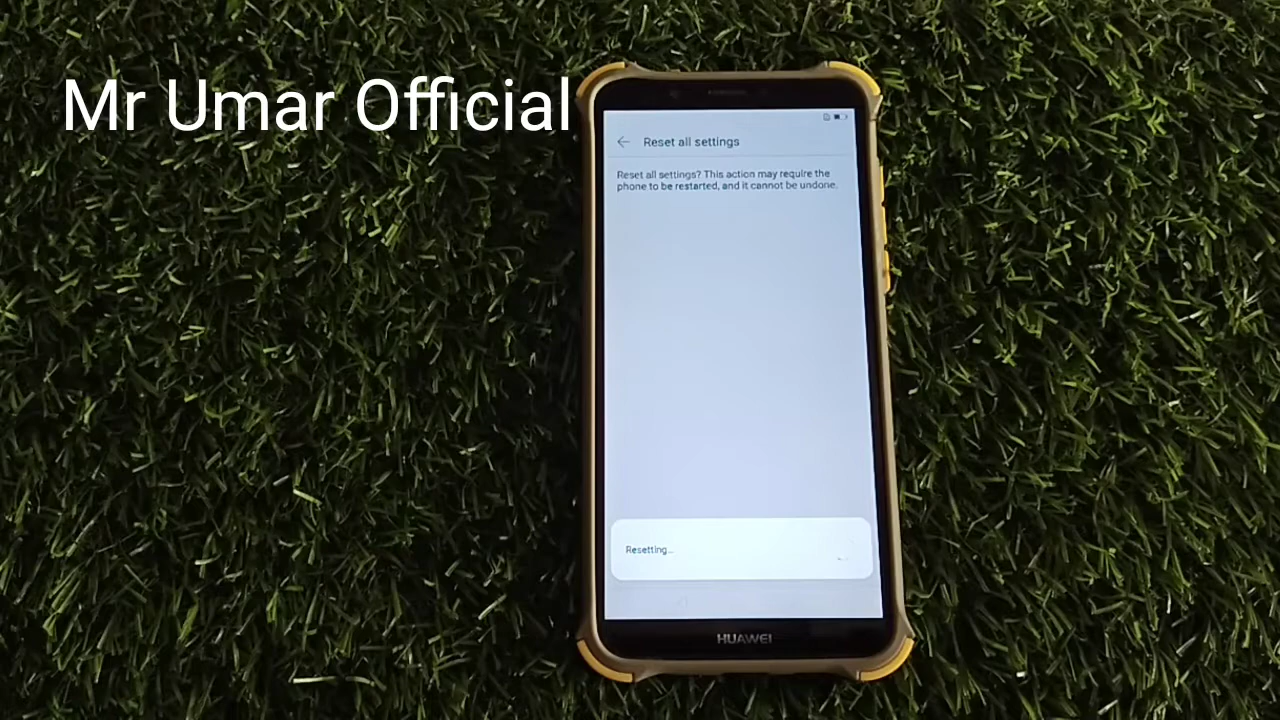 Mr Umar Official
Reset all settings
Reset all settings? This action may require the
phone to be restarted, and it cannot be undone.
Resetting...
HUAWEI